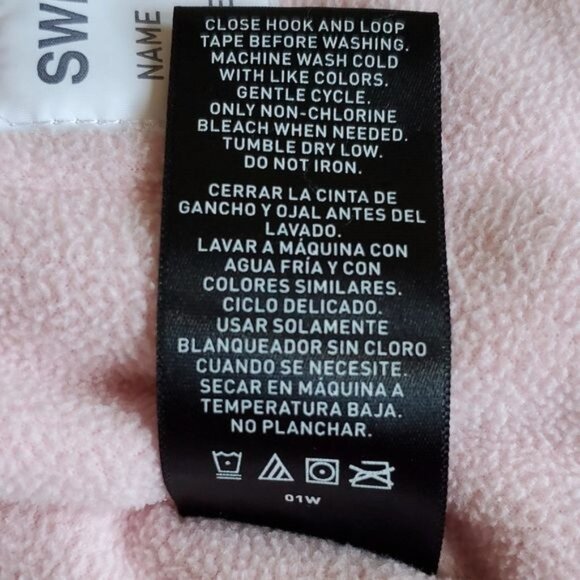 SWI
NAME
CLOSE HOOK AND LOOP
TAPE BEFORE WASHING.
MACHINE WASH COLD
WITH LIKE COLORS.
GENTLE CYCLE.
ONLY NON-CHLORINE
BLEACH WHEN NEEDED.
TUMBLE DRY LOW.
DO NOT IRON.
CERRAR LA CINTA DE
GANCHO Y OJAL ANTES DEL
LAVADO.
LAVAR A MÁQUINA CON
AGUA FRÍA Y CON
COLORES SIMILARES.
CICLO DELICADO.
USAR SOLAMENTE
BLANQUEADOR SIN CLORO
CUANDO SE NECESITE.
SECAR EN MÁQUINA A
TEMPERATURA BAJA.
NO PLANCHAR.
01W